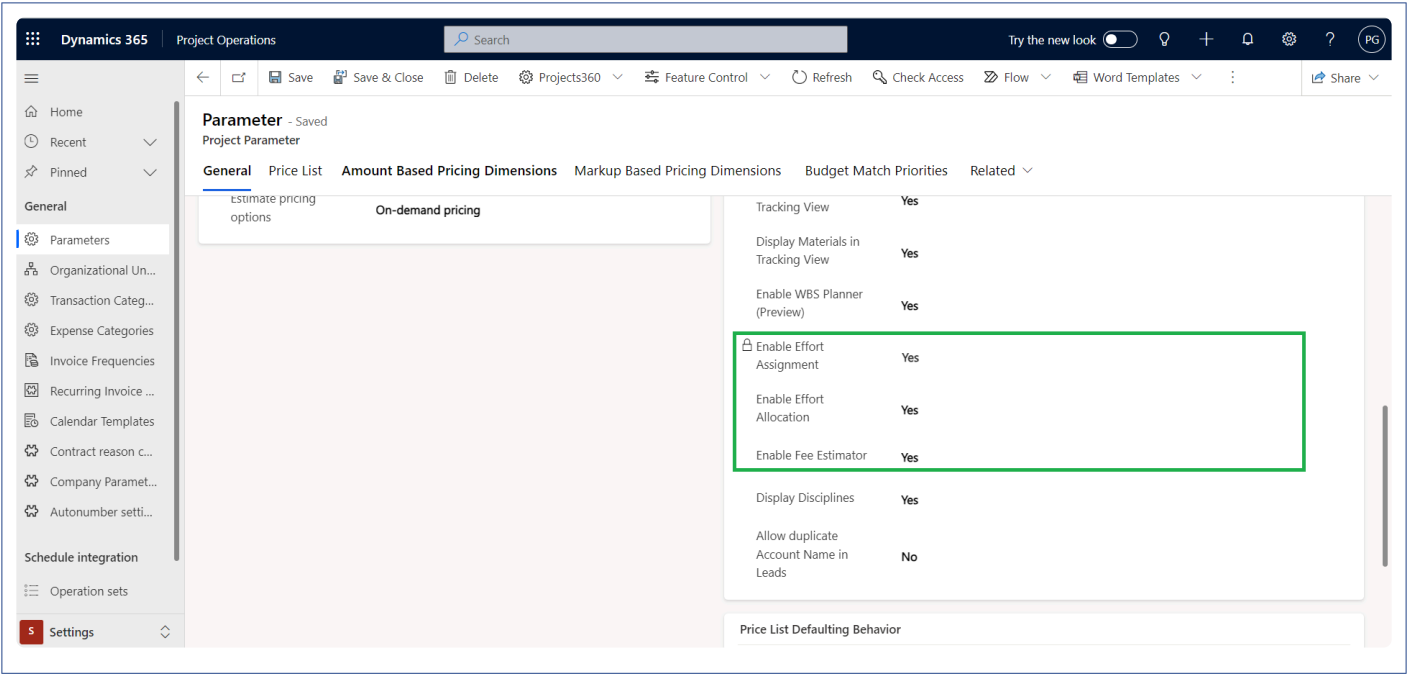 Dynamics 365 Project Operations Search Try the new look PG
Save Save & Close Delete Projects360 Feature Control Refresh Check Access Flow Word Templates Share
Home
Recent
Pinned
General
Parameters
Organizational Un...
Transaction Categ...
Expense Categories
Invoice Frequencies
Recurring Invoice ...
Calendar Templates
Contract reason c...
Company Paramet...
Autonumber setti...
Schedule integration
Operation sets
S Settings
Parameter - Saved
Project Parameter
General Price List Amount Based Pricing Dimensions Markup Based Pricing Dimensions Budget Match Priorities Related
Estimate pricing
options
On-demand pricing
Tracking View
Yes
Display Materials in
Tracking View
Yes
Enable WBS Planner
(Preview)
Yes
Enable Effort
Assignment
Yes
Enable Effort
Allocation
Yes
Enable Fee Estimator Yes
Display Disciplines Yes
Allow duplicate
Account Name in
Leads
No
Price List Defaulting Behavior